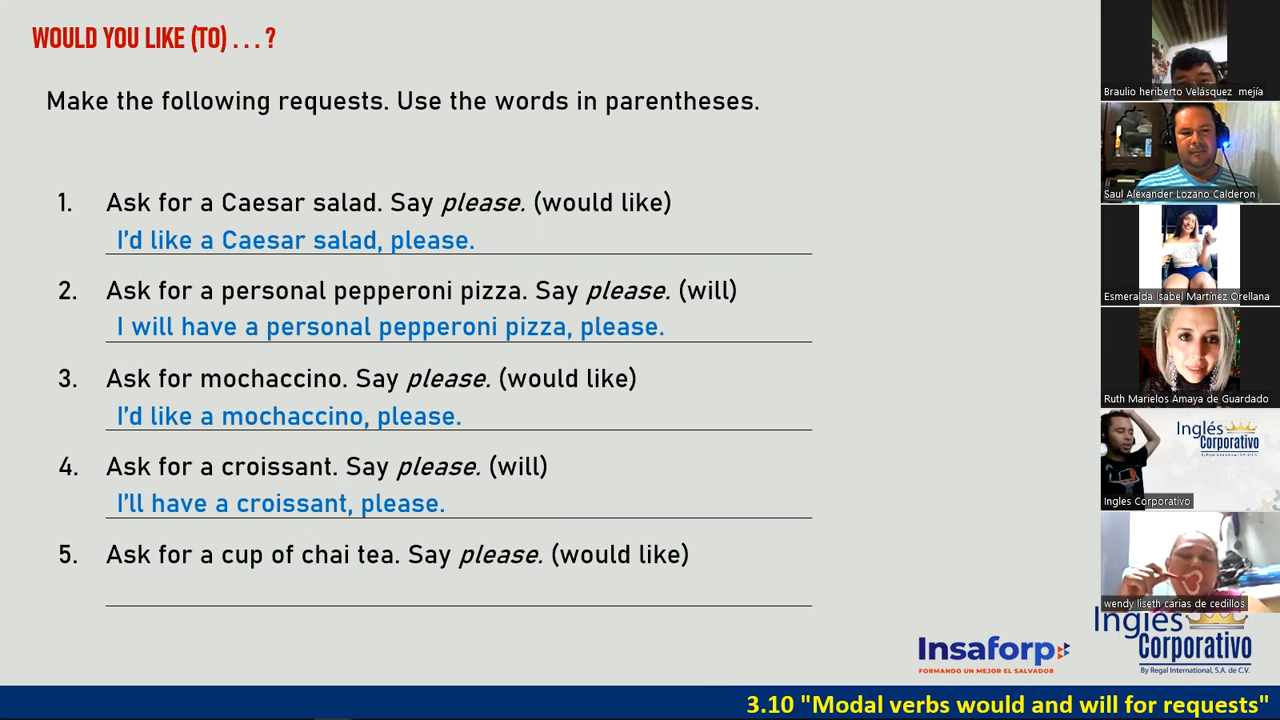 WOULD YOU LIKE (TO) . . . ?
Make the following requests. Use the words in parentheses.
1. Ask for a Caesar salad. Say please. (would like)
I'd like a Caesar salad, please.
2. Ask for a personal pepperoni pizza. Say please. (will)
I will have a personal pepperoni pizza, please.
3. Ask for mochaccino. Say please. (would like)
I'd like a mochaccino, please.
4. Ask for a croissant. Say please. (will)
I'll have a croissant, please.
5. Ask for a cup of chai tea. Say please. (would like)
Braulio heriberto Velásquez mejía
Saul Alexander Lozano Calderon
Esmeralda Isabel Martínez Orellana
Ruth Marielos Amaya de Guardado
Inglés
Corporativo
By Regal International, S.A. de C.V.
Ingles Corporativo
wendy liseth carias de cedillos
Insaforp
FORMANDO UN MEJOR EL SALVADOR
Inglés
Corporativo
By Regal International, S.A. de C.V.
3.10 "Modal verbs would and will for requests"